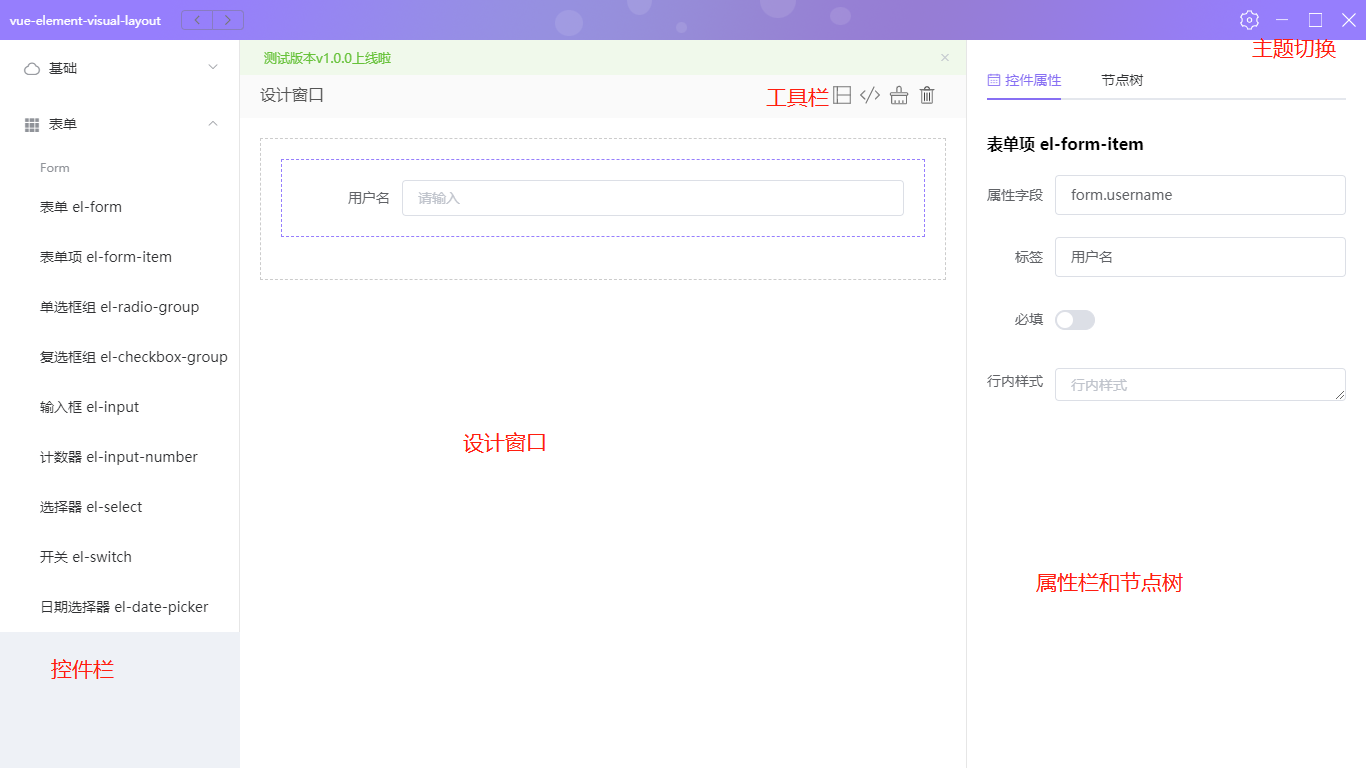 vue-element-visual-layout
主题切换
基础
表单
Form
表单 el-form
表单项 el-form-item
单选框组 el-radio-group
复选框组 el-checkbox-group
输入框 el-input
计数器 el-input-number
选择器 el-select
开关 el-switch
日期选择器 el-date-picker
控件栏
测试版本v1.0.0上线啦
设计窗口
工具栏
用户名 请输入
设计窗口
控件属性 节点树
表单项 el-form-item
属性字段 form.username
标签 用户名
必填
行内样式 行内样式
属性栏和节点树